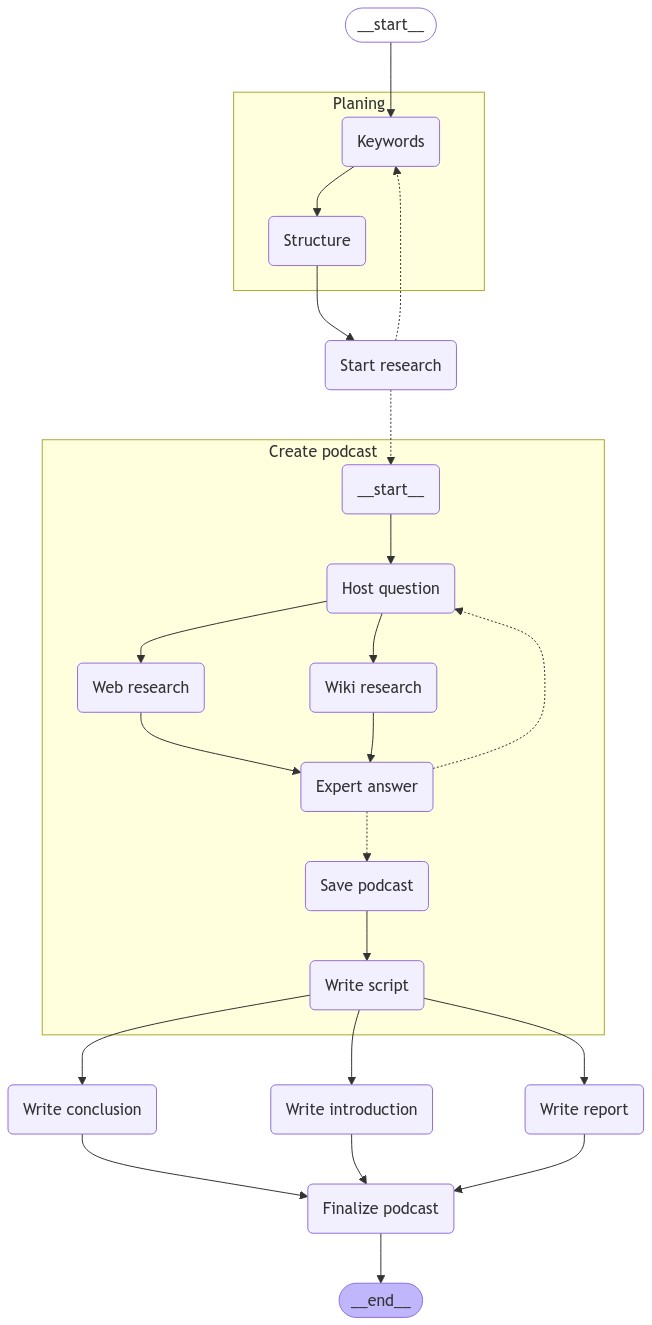 __start__
Planing
Keywords
Structure
Start research
Create podcast
__start__
Host question
Web research
Wiki research
Expert answer
Save podcast
Write script
Write conclusion
Write introduction
Write report
Finalize podcast
__end__